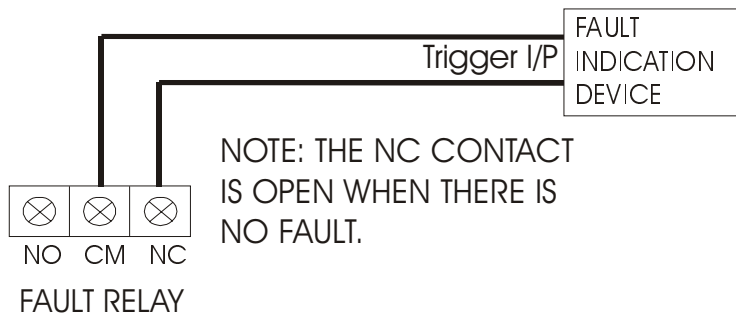 FAULT
INDICATION
DEVICE
Trigger I/P
NOTE: THE NC CONTACT
IS OPEN WHEN THERE IS
NO FAULT.
NO CM NC
FAULT RELAY